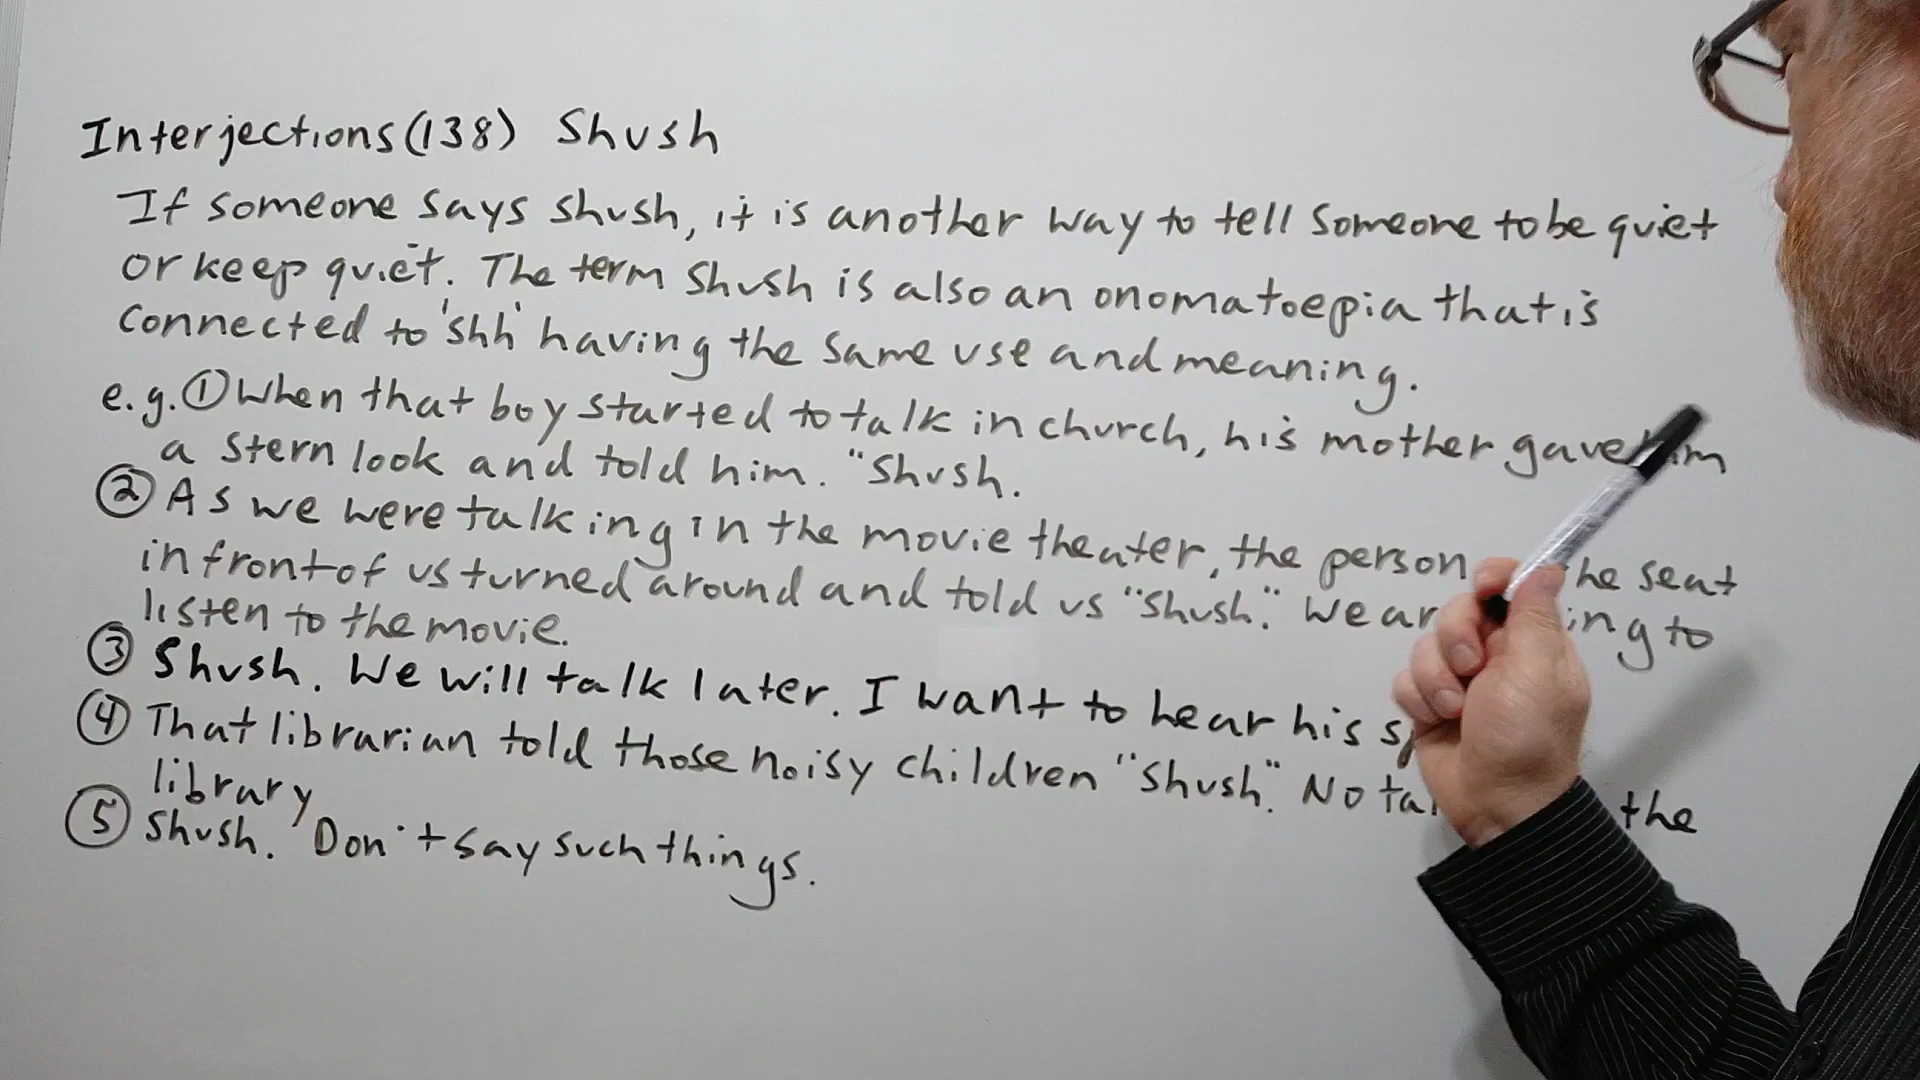 Interjections(138) Shush
If someone says shush, it is another way to tell someone to be quiet
or keep quiet. The term shush is also an onomatoepia that is
connected to 'shh' having the same use and meaning.
e.g. ① When that boy started to talk in church, his mother gave him
a stern look and told him. "Shush.
② As we were talking in the movie theater, the person the seat
in front of us turned around and told us "Shush." We to
listen to the movie.
③ Shush. We will talk later. I want to hear his
④ That librarian told those noisy children "Shush." No the
library
⑤ Shush. Don't say such things.